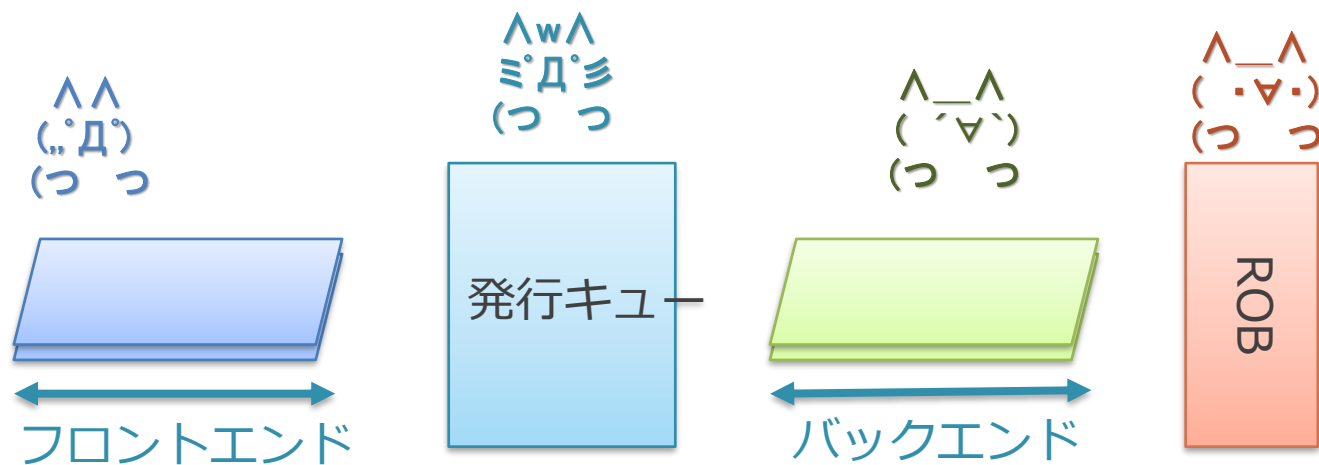 ∧∧
(,,ﾟДﾟ)
(つ　つ
∧w∧
ミﾟДﾟ彡
(つ　つ
∧＿∧
(　´∀`)
(つ　つ
∧＿∧
(　・∀・)
(つ　つ
発行キュー
ROB
フロントエンド
バックエンド